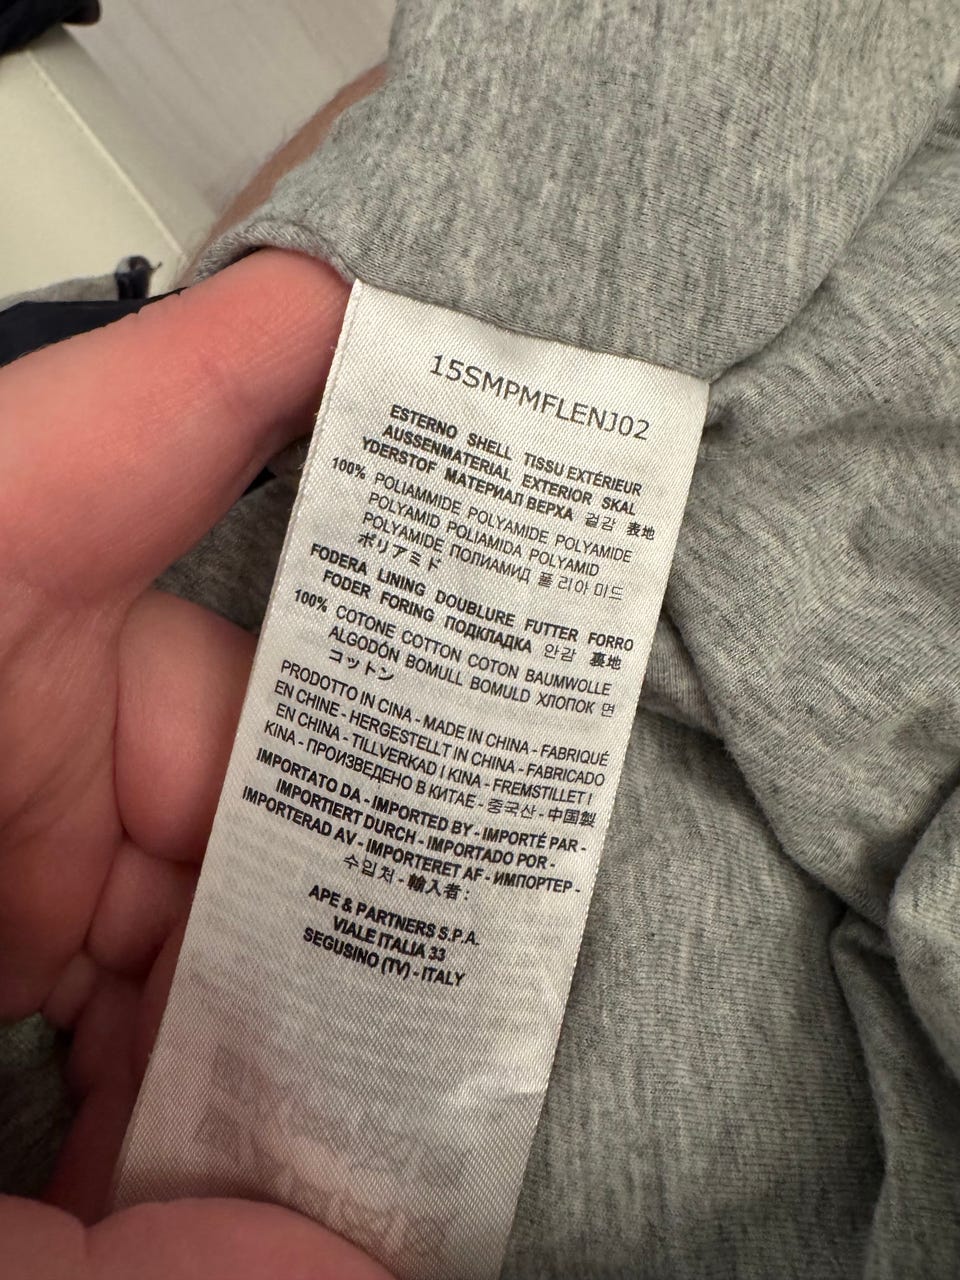 15SMPMFLENJ02
ESTERNO SHELL TISSU EXTÉRIEUR
AUSSENMATERIAL EXTERIOR SKAL
YDERSTOF МАТЕРИАЛ ВЕРХА 겉감 表地
100% POLIAMMIDE POLYAMIDE POLYAMIDE
POLYAMID POLIAMIDA POLYAMID
POLYAMIDE ПОЛИАМИД 폴리아미드
ポリアミド
FODERA LINING DOUBLURE FUTTER FORRO
FODER FORING ПОДКЛАДКА 안감 裏地
100% COTONE COTTON COTON BAUMWOLLE
ALGODÓN BOMULL BOMULD ХЛОПОК 면
コットン
PRODOTTO IN CINA - MADE IN CHINA - FABRIQUÉ
EN CHINE - HERGESTELLT IN CHINA - FABRICADO
EN CHINA - TILLVERKAD I KINA - FREMSTILLET I
KINA - ПРОИЗВЕДЕНО В КИТАЕ - 중국산 - 中国製
IMPORTATO DA - IMPORTED BY - IMPORTÉ PAR -
IMPORTIERT DURCH - IMPORTADO POR -
IMPORTERAD AV - IMPORTERET AF - ИМПОРТЕР -
수입처 - 輸入者 :
APE & PARTNERS S.P.A.
VIALE ITALIA 33
SEGUSINO (TV) - ITALY